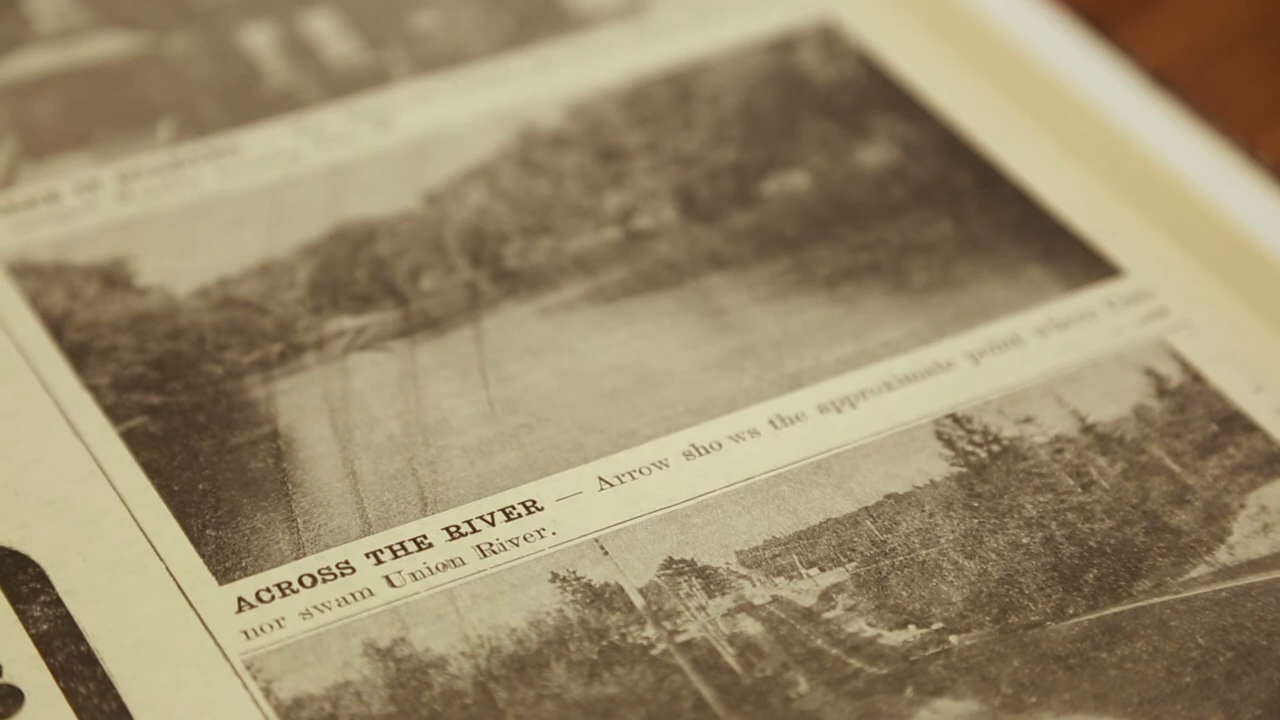 ACROSS THE RIVER — Arrow shows the approximate point where
nor swam Union River.